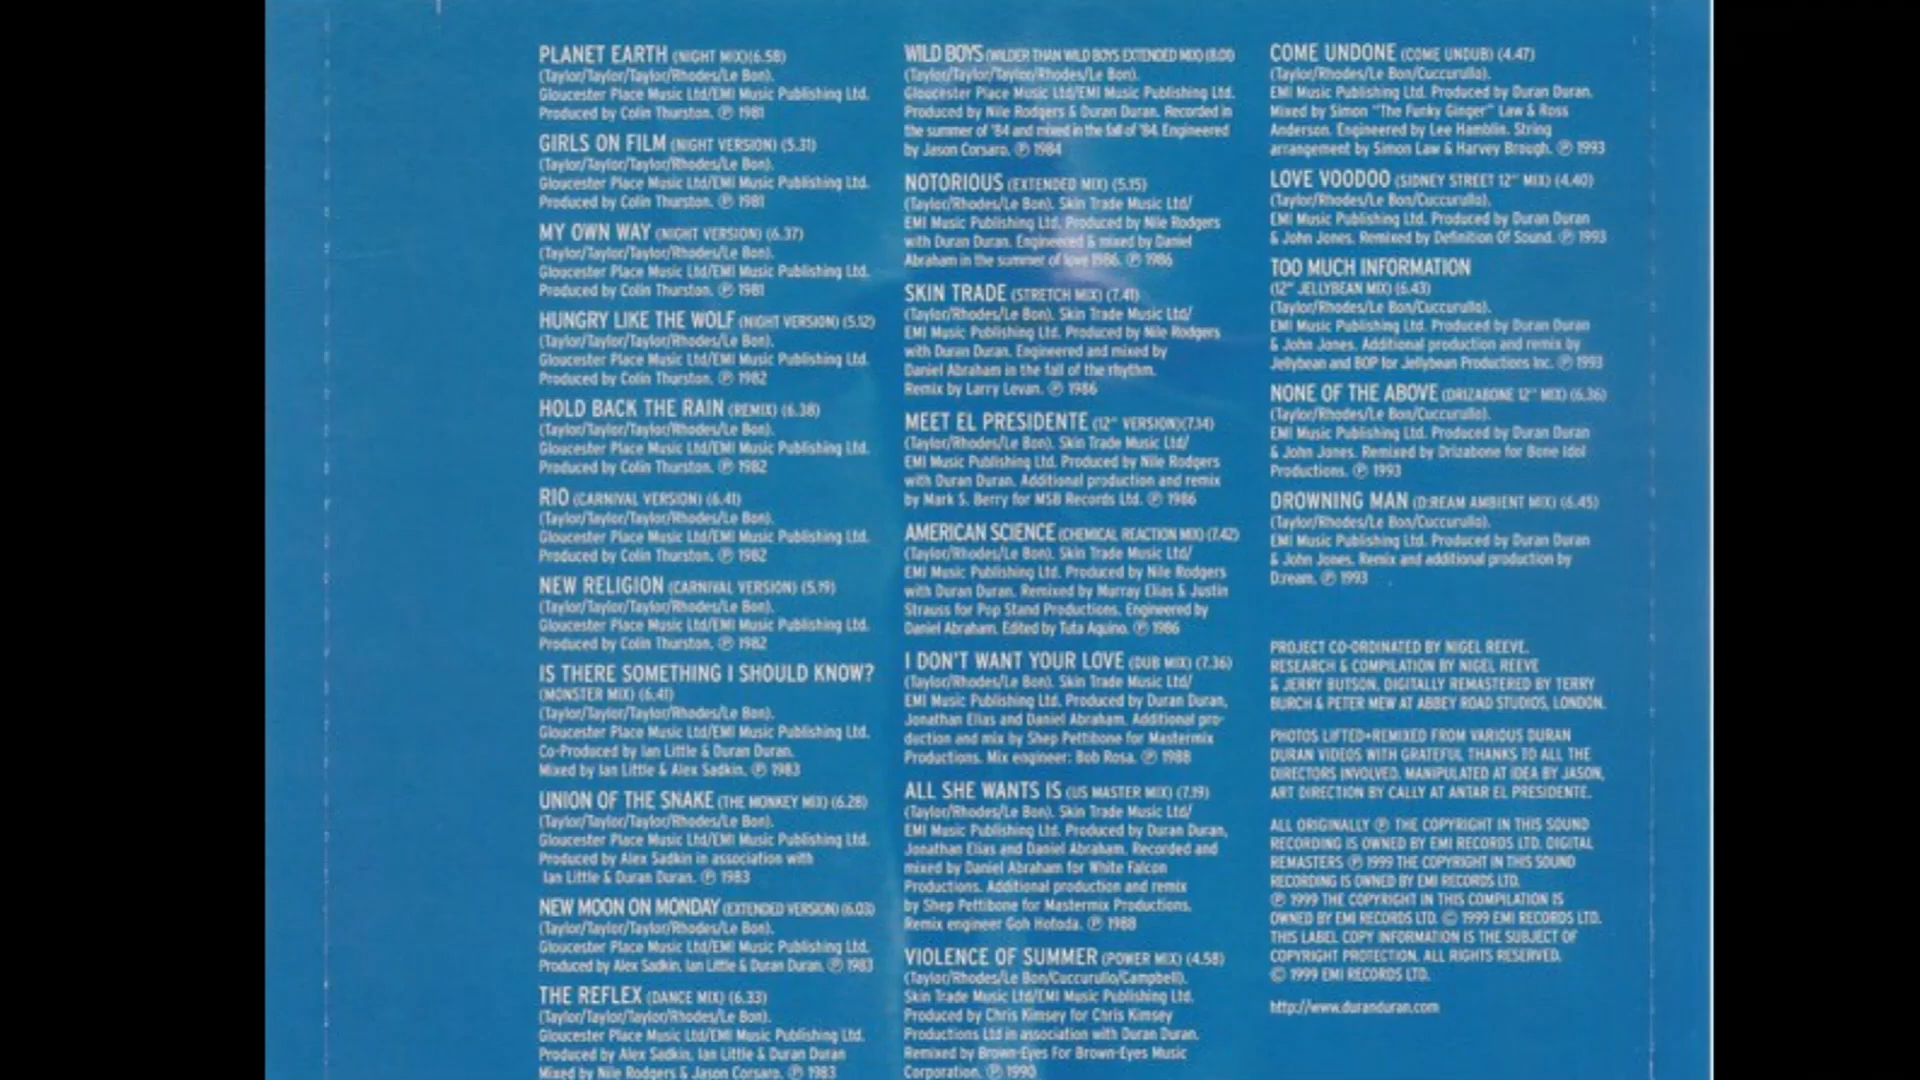 PLANET EARTH (NIGHT MIX)(6.58)
(Taylor/Taylor/Taylor/Rhodes/Le Bon).
Gloucester Place Music Ltd/EMI Music Publishing Ltd.
Produced by Colin Thurston. ℗ 1981
GIRLS ON FILM (NIGHT VERSION) (5.31)
(Taylor/Taylor/Taylor/Rhodes/Le Bon).
Gloucester Place Music Ltd/EMI Music Publishing Ltd.
Produced by Colin Thurston. ℗ 1981
MY OWN WAY (NIGHT VERSION) (6.37)
(Taylor/Taylor/Taylor/Rhodes/Le Bon).
Gloucester Place Music Ltd/EMI Music Publishing Ltd.
Produced by Colin Thurston. ℗ 1981
HUNGRY LIKE THE WOLF (NIGHT VERSION) (5.12)
(Taylor/Taylor/Taylor/Rhodes/Le Bon).
Gloucester Place Music Ltd/EMI Music Publishing Ltd.
Produced by Colin Thurston. ℗ 1982
HOLD BACK THE RAIN (REMIX) (6.38)
(Taylor/Taylor/Taylor/Rhodes/Le Bon).
Gloucester Place Music Ltd/EMI Music Publishing Ltd.
Produced by Colin Thurston. ℗ 1982
RIO (CARNIVAL VERSION) (6.41)
(Taylor/Taylor/Taylor/Rhodes/Le Bon).
Gloucester Place Music Ltd/EMI Music Publishing Ltd.
Produced by Colin Thurston. ℗ 1982
NEW RELIGION (CARNIVAL VERSION) (5.19)
(Taylor/Taylor/Taylor/Rhodes/Le Bon).
Gloucester Place Music Ltd/EMI Music Publishing Ltd.
Produced by Colin Thurston. ℗ 1982
IS THERE SOMETHING I SHOULD KNOW?
(MONSTER MIX) (6.41)
(Taylor/Taylor/Taylor/Rhodes/Le Bon).
Gloucester Place Music Ltd/EMI Music Publishing Ltd.
Co-Produced by Ian Little & Duran Duran.
Mixed by Ian Little & Alex Sadkin. ℗ 1983
UNION OF THE SNAKE (THE MONKEY MIX) (6.28)
(Taylor/Taylor/Taylor/Rhodes/Le Bon).
Gloucester Place Music Ltd/EMI Music Publishing Ltd.
Produced by Alex Sadkin in association with
Ian Little & Duran Duran. ℗ 1983
NEW MOON ON MONDAY (EXTENDED VERSION) (6.03)
(Taylor/Taylor/Taylor/Rhodes/Le Bon).
Gloucester Place Music Ltd/EMI Music Publishing Ltd.
Produced by Alex Sadkin, Ian Little & Duran Duran. ℗ 1983
THE REFLEX (DANCE MIX) (6.33)
(Taylor/Taylor/Taylor/Rhodes/Le Bon).
Gloucester Place Music Ltd/EMI Music Publishing Ltd.
Produced by Alex Sadkin, Ian Little & Duran Duran
Mixed by Nile Rodgers & Jason Corsaro. ℗ 1983
WILD BOYS (WILDER THAN WILD BOYS EXTENDED MIX) (8.00)
(Taylor/Taylor/Taylor/Rhodes/Le Bon).
Gloucester Place Music Ltd/EMI Music Publishing Ltd.
Produced by Nile Rodgers & Duran Duran. Recorded in
the summer of '84 and mixed in the fall of '84. Engineered
by Jason Corsaro. ℗ 1984
NOTORIOUS (EXTENDED MIX) (5.15)
(Taylor/Rhodes/Le Bon). Skin Trade Music Ltd/
EMI Music Publishing Ltd. Produced by Nile Rodgers
with Duran Duran. Engineered & mixed by Daniel
Abraham in the summer of love 1986. ℗ 1986
SKIN TRADE (STRETCH MIX) (7.41)
(Taylor/Rhodes/Le Bon). Skin Trade Music Ltd/
EMI Music Publishing Ltd. Produced by Nile Rodgers
with Duran Duran. Engineered and mixed by
Daniel Abraham in the fall of the rhythm.
Remix by Larry Levan. ℗ 1986
MEET EL PRESIDENTE (12" VERSION)(7.14)
(Taylor/Rhodes/Le Bon). Skin Trade Music Ltd/
EMI Music Publishing Ltd. Produced by Nile Rodgers
with Duran Duran. Additional production and remix
by Mark S. Berry for MSB Records Ltd. ℗ 1986
AMERICAN SCIENCE (CHEMICAL REACTION MIX) (7.42)
(Taylor/Rhodes/Le Bon). Skin Trade Music Ltd/
EMI Music Publishing Ltd. Produced by Nile Rodgers
with Duran Duran. Remixed by Murray Elias & Justin
Strauss for Pop Stand Productions. Engineered by
Daniel Abraham. Edited by Tuta Aquino. ℗ 1986
I DON'T WANT YOUR LOVE (DUB MIX) (7.36)
(Taylor/Rhodes/Le Bon). Skin Trade Music Ltd/
EMI Music Publishing Ltd. Produced by Duran Duran,
Jonathan Elias and Daniel Abraham. Additional pro-
duction and mix by Shep Pettibone for Mastermix
Productions. Mix engineer: Bob Rosa. ℗ 1988
ALL SHE WANTS IS (US MASTER MIX) (7.19)
(Taylor/Rhodes/Le Bon). Skin Trade Music Ltd/
EMI Music Publishing Ltd. Produced by Duran Duran,
Jonathan Elias and Daniel Abraham. Recorded and
mixed by Daniel Abraham for White Falcon
Productions. Additional production and remix
by Shep Pettibone for Mastermix Productions.
Remix engineer Goh Hotoda. ℗ 1988
VIOLENCE OF SUMMER (POWER MIX) (4.58)
(Taylor/Rhodes/Le Bon/Cuccurullo/Campbell).
Skin Trade Music Ltd/EMI Music Publishing Ltd.
Produced by Chris Kimsey for Chris Kimsey
Productions Ltd in association with Duran Duran.
Remixed by Brown-Eyes For Brown-Eyes Music
Corporation. ℗ 1990
COME UNDONE (COME UNDUB) (4.47)
(Taylor/Rhodes/Le Bon/Cuccurullo).
EMI Music Publishing Ltd. Produced by Duran Duran.
Mixed by Simon "The Funky Ginger" Law & Ross
Anderson. Engineered by Lee Hamblin. String
arrangement by Simon Law & Harvey Brough. ℗ 1993
LOVE VOODOO (SIDNEY STREET 12" MIX) (4.40)
(Taylor/Rhodes/Le Bon/Cuccurullo).
EMI Music Publishing Ltd. Produced by Duran Duran
& John Jones. Remixed by Definition Of Sound. ℗ 1993
TOO MUCH INFORMATION
(12" JELLYBEAN MIX) (6.43)
(Taylor/Rhodes/Le Bon/Cuccurullo).
EMI Music Publishing Ltd. Produced by Duran Duran
& John Jones. Additional production and remix by
Jellybean and BOP for Jellybean Productions Inc. ℗ 1993
NONE OF THE ABOVE (DRIZABONE 12" MIX) (6.36)
(Taylor/Rhodes/Le Bon/Cuccurullo).
EMI Music Publishing Ltd. Produced by Duran Duran
& John Jones. Remixed by Drizabone for Bone Idol
Productions. ℗ 1993
DROWNING MAN (D:REAM AMBIENT MIX) (6.45)
(Taylor/Rhodes/Le Bon/Cuccurullo).
EMI Music Publishing Ltd. Produced by Duran Duran
& John Jones. Remix and additional production by
D:ream. ℗ 1993
PROJECT CO-ORDINATED BY NIGEL REEVE.
RESEARCH & COMPILATION BY NIGEL REEVE
& JERRY BUTSON. DIGITALLY REMASTERED BY TERRY
BURCH & PETER MEW AT ABBEY ROAD STUDIOS, LONDON.
PHOTOS LIFTED+REMIXED FROM VARIOUS DURAN
DURAN VIDEOS WITH GRATEFUL THANKS TO ALL THE
DIRECTORS INVOLVED. MANIPULATED AT IDEA BY JASON,
ART DIRECTION BY CALLY AT ANTAR EL PRESIDENTE.
ALL ORIGINALLY ℗ THE COPYRIGHT IN THIS SOUND
RECORDING IS OWNED BY EMI RECORDS LTD. DIGITAL
REMASTERS ℗ 1999 THE COPYRIGHT IN THIS SOUND
RECORDING IS OWNED BY EMI RECORDS LTD.
℗ 1999 THE COPYRIGHT IN THIS COMPILATION IS
OWNED BY EMI RECORDS LTD. © 1999 EMI RECORDS LTD.
THIS LABEL COPY INFORMATION IS THE SUBJECT OF
COPYRIGHT PROTECTION. ALL RIGHTS RESERVED.
© 1999 EMI RECORDS LTD.
http://www.duranduran.com